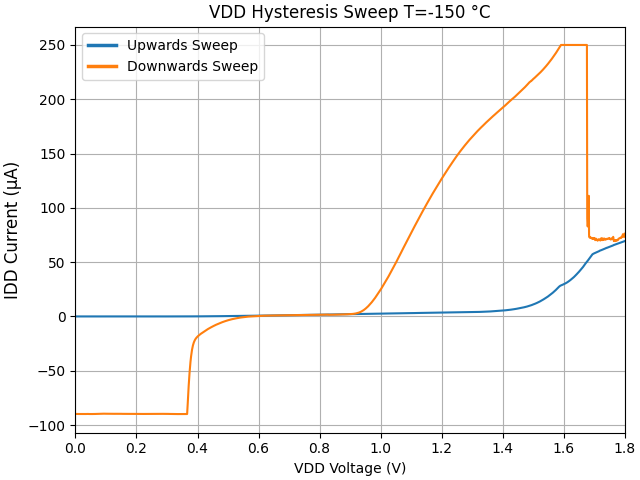 VDD Hysteresis Sweep T=-150 °C
Upwards Sweep
Downwards Sweep
IDD Current (μA)
250
200
150
100
50
0
−50
−100
0.0 0.2 0.4 0.6 0.8 1.0 1.2 1.4 1.6 1.8
VDD Voltage (V)